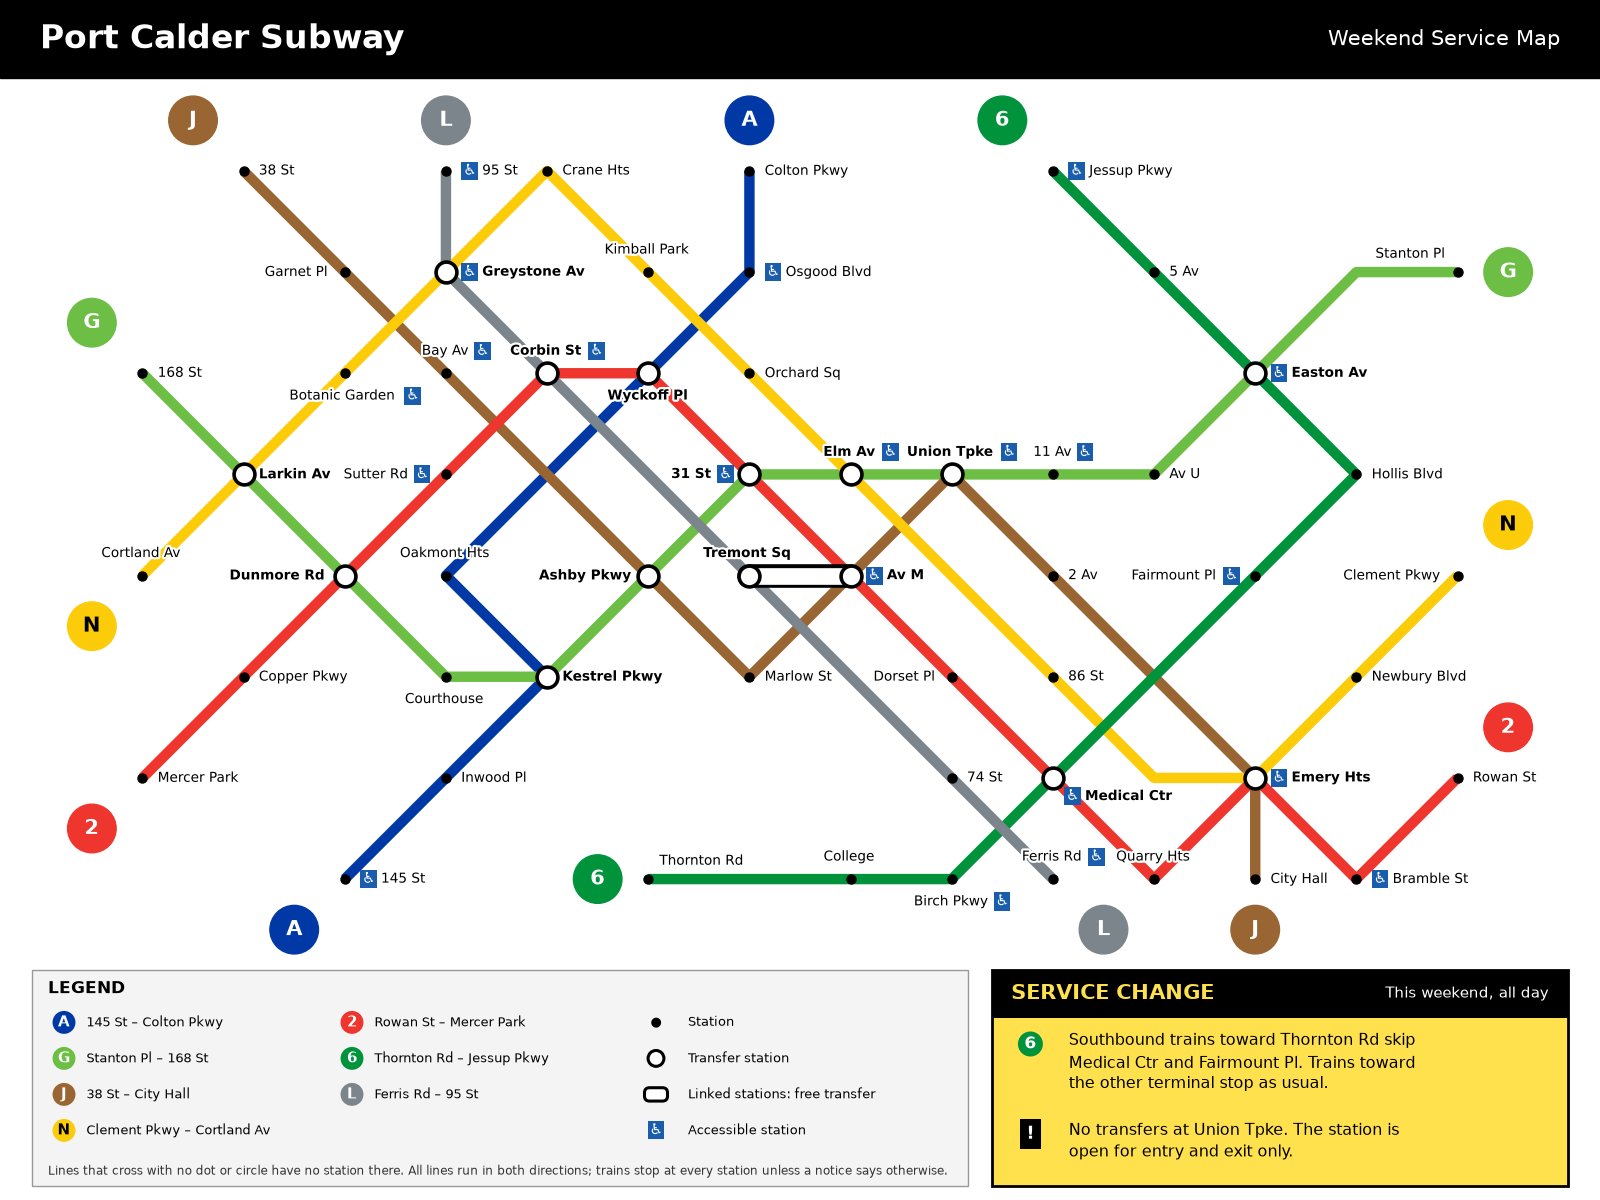 Port Calder Subway
Weekend Service Map
J
L
A
6
38 St
♿ 95 St
Crane Hts
Colton Pkwy
♿ Jessup Pkwy
Kimball Park
Stanton Pl
Garnet Pl
♿ Greystone Av
♿ Osgood Blvd
5 Av
G
G
Bay Av ♿
Corbin St ♿
168 St
Orchard Sq
♿ Easton Av
Botanic Garden ♿
Wyckoff Pl
Elm Av ♿
Union Tpke ♿
11 Av ♿
Larkin Av
Sutter Rd ♿
31 St ♿
Av U
Hollis Blvd
N
Cortland Av
Oakmont Hts
Tremont Sq
Dunmore Rd
Ashby Pkwy
♿ Av M
2 Av
Fairmount Pl ♿
Clement Pkwy
N
Copper Pkwy
Kestrel Pkwy
Marlow St
Dorset Pl
86 St
Newbury Blvd
Courthouse
2
Mercer Park
Inwood Pl
74 St
♿ Emery Hts
Rowan St
♿ Medical Ctr
2
Thornton Rd
College
Ferris Rd ♿
Quarry Hts
♿ 145 St
6
City Hall
♿ Bramble St
Birch Pkwy ♿
A
L
J
LEGEND
A 145 St – Colton Pkwy
G Stanton Pl – 168 St
J 38 St – City Hall
N Clement Pkwy – Cortland Av
2 Rowan St – Mercer Park
6 Thornton Rd – Jessup Pkwy
L Ferris Rd – 95 St
Station
Transfer station
Linked stations: free transfer
♿ Accessible station
Lines that cross with no dot or circle have no station there. All lines run in both directions; trains stop at every station unless a notice says otherwise.
SERVICE CHANGE
This weekend, all day
6 Southbound trains toward Thornton Rd skip
Medical Ctr and Fairmount Pl. Trains toward
the other terminal stop as usual.
! No transfers at Union Tpke. The station is
open for entry and exit only.